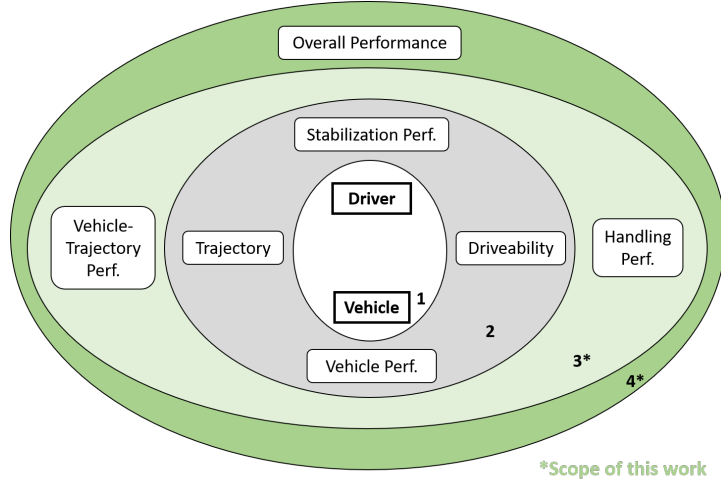 Overall Performance
Stabilization Perf.
Driver
Vehicle-
Trajectory
Perf.
Trajectory
Driveability
Handling
Perf.
Vehicle
1
2
Vehicle Perf.
3*
4*
*Scope of this work